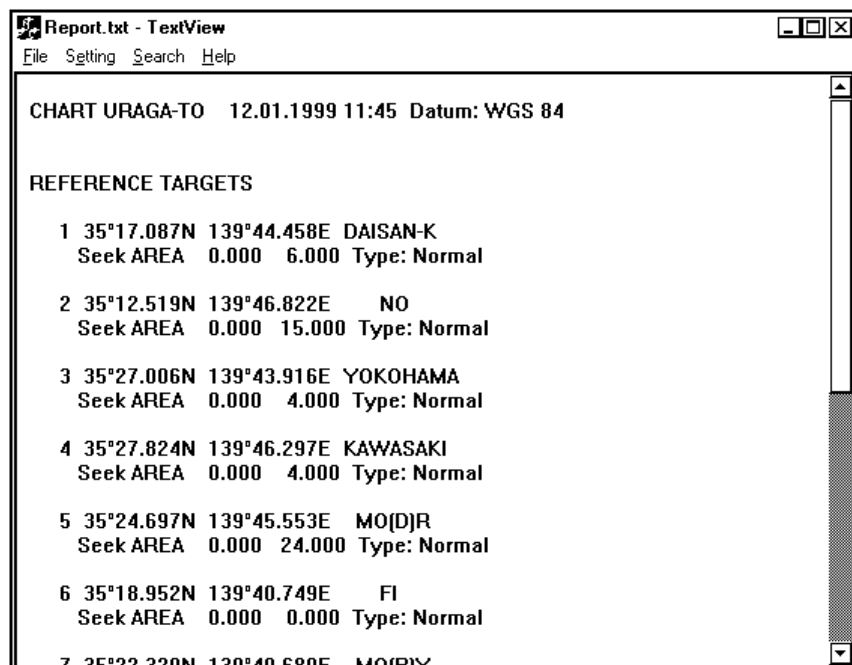 Report.txt - TextView
File Setting Search Help
CHART URAGA-TO 12.01.1999 11:45 Datum: WGS 84
REFERENCE TARGETS
1 35°17.087N 139°44.458E DAISAN-K
Seek AREA 0.000 6.000 Type: Normal
2 35°12.519N 139°46.822E NO
Seek AREA 0.000 15.000 Type: Normal
3 35°27.006N 139°43.916E YOKOHAMA
Seek AREA 0.000 4.000 Type: Normal
4 35°27.824N 139°46.297E KAWASAKI
Seek AREA 0.000 4.000 Type: Normal
5 35°24.697N 139°45.553E MO(D)R
Seek AREA 0.000 24.000 Type: Normal
6 35°18.952N 139°40.749E FI
Seek AREA 0.000 0.000 Type: Normal